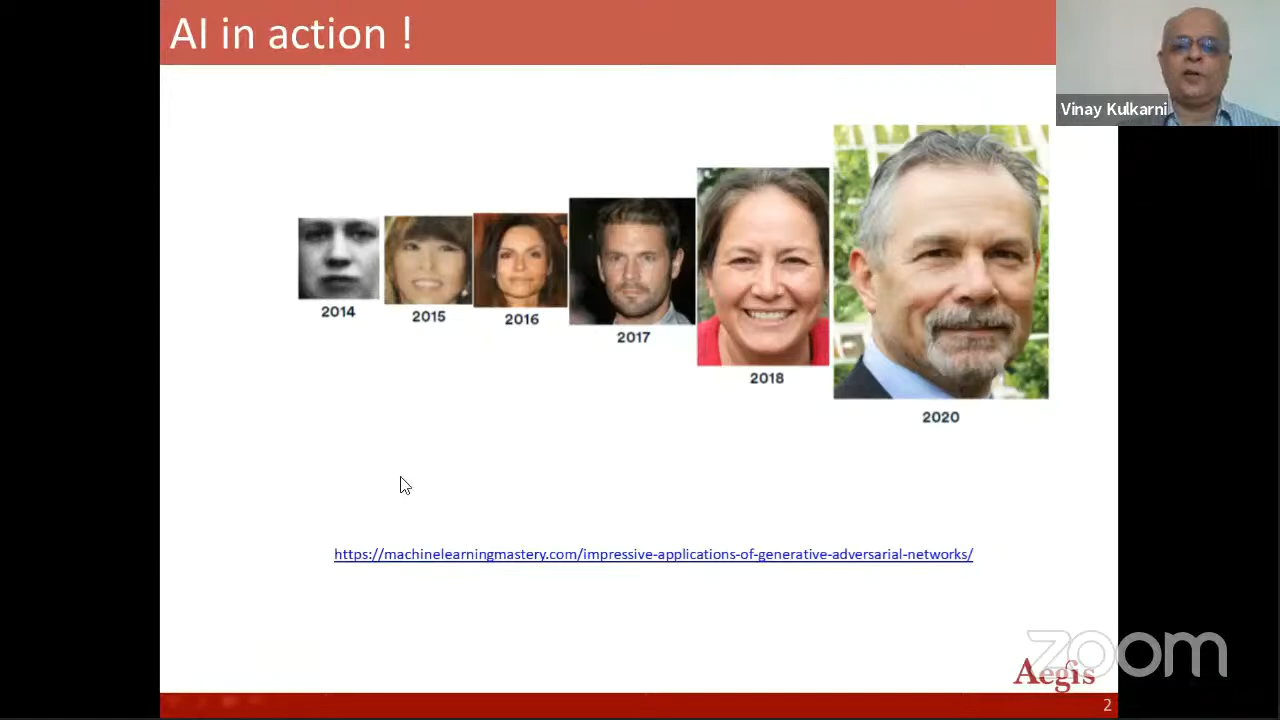 AI in action !
Vinay Kulkarni
2014
2015
2016
2017
2018
2020
https://machinelearningmastery.com/impressive-applications-of-generative-adversarial-networks/
zoom
Aegis
2